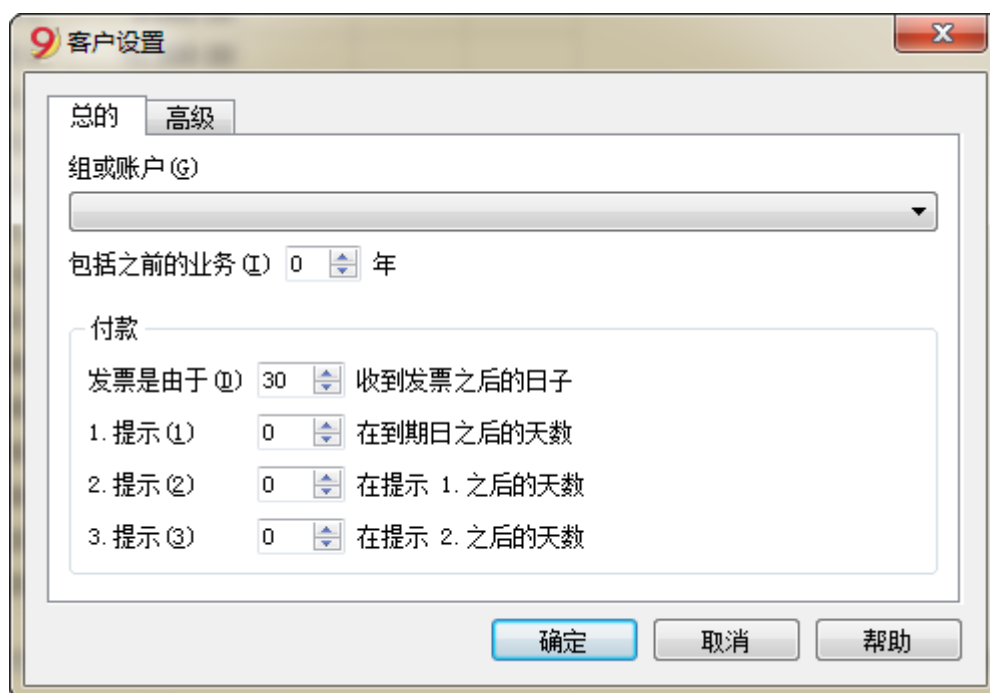 9 客户设置
总的 高级
组或账户(G)
包括之前的业务(I) 0 年
付款
发票是由于(D) 30 收到发票之后的日子
1.提示(1) 0 在到期日之后的天数
2.提示(2) 0 在提示 1.之后的天数
3.提示(3) 0 在提示 2.之后的天数
确定 取消 帮助